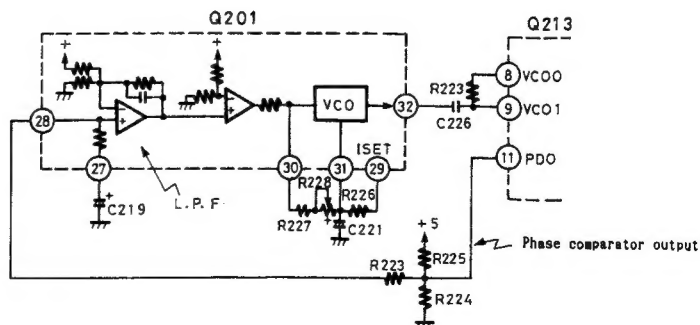 Q201
Q213
+
+
28
-
+
-
+
VCO
32
R223
C226
8 VCO0
9 VCO1
11 PDO
27
+
C219
L.P.F.
30
31
ISET
29
R228
R226
R227
+
C221
+5
R225
Phase comparator output
R223
R224